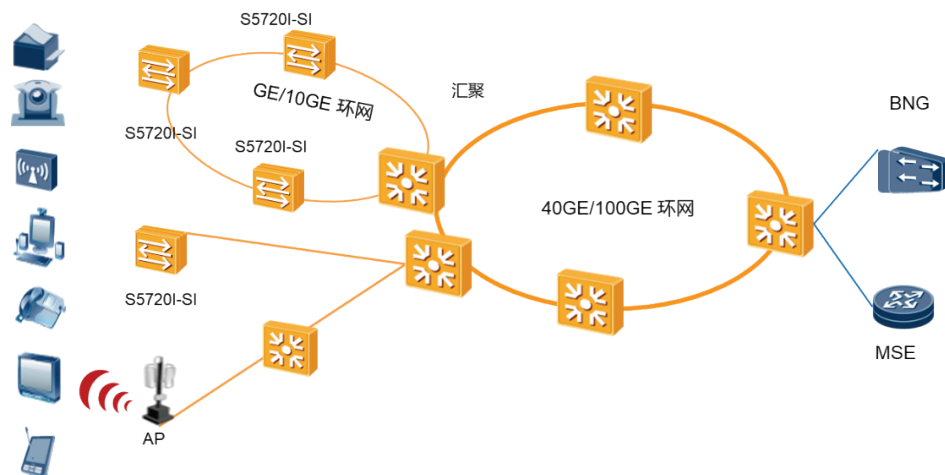 S5720I-SI
GE/10GE 环网
汇聚
BNG
S5720I-SI
S5720I-SI
40GE/100GE 环网
S5720I-SI
MSE
AP